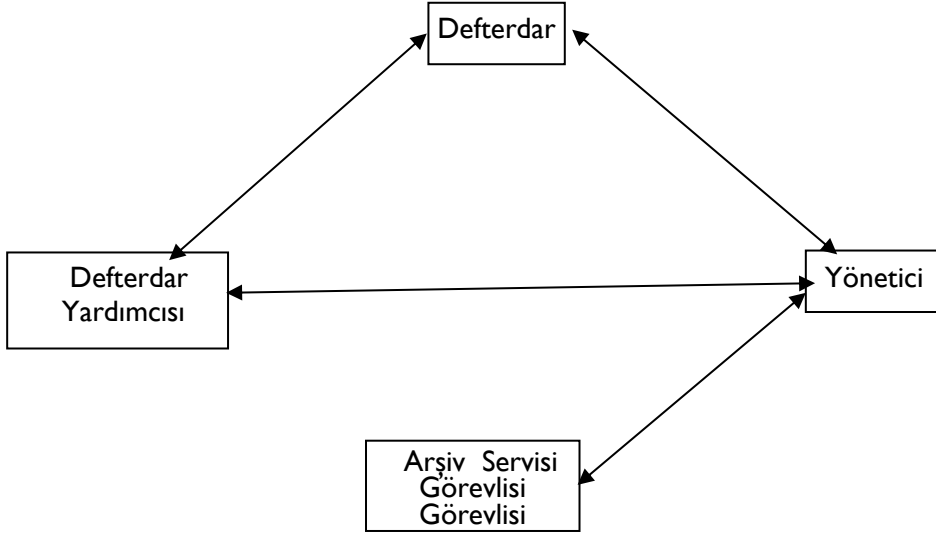 Defterdar
Defterdar
Yardımcısı
Yönetici
Arşiv Servisi
Görevlisi
Görevlisi